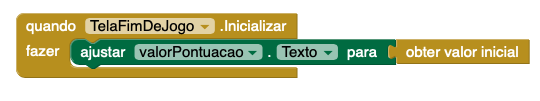 quando TelaFimDeJogo .Inicializar
fazer ajustar valorPontuacao . Texto para obter valor inicial